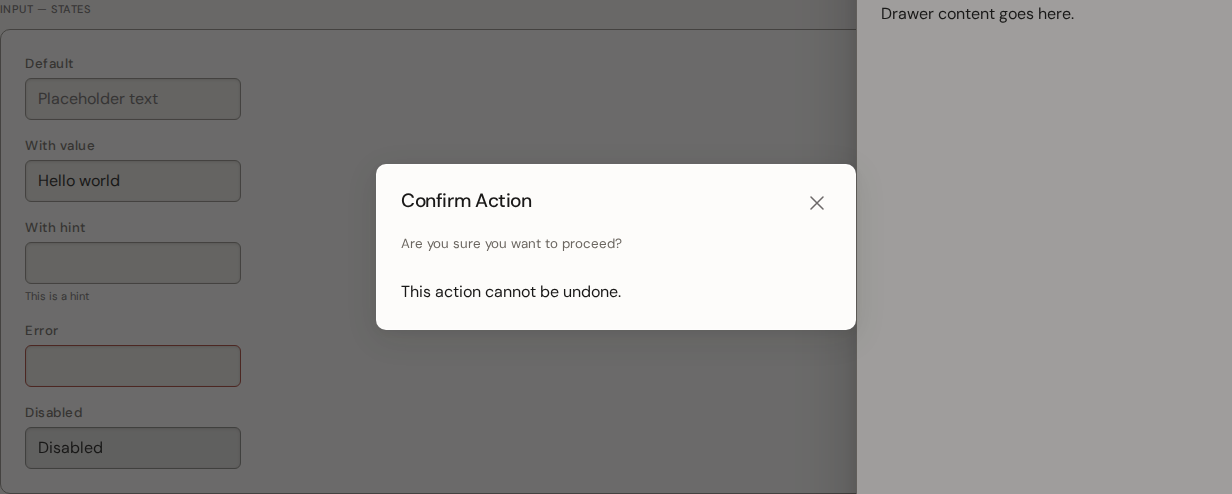 INPUT — STATES
Default
Placeholder text
With value
Hello world
With hint
This is a hint
Error
Disabled
Disabled
Confirm Action
Are you sure you want to proceed?
This action cannot be undone.
Drawer content goes here.